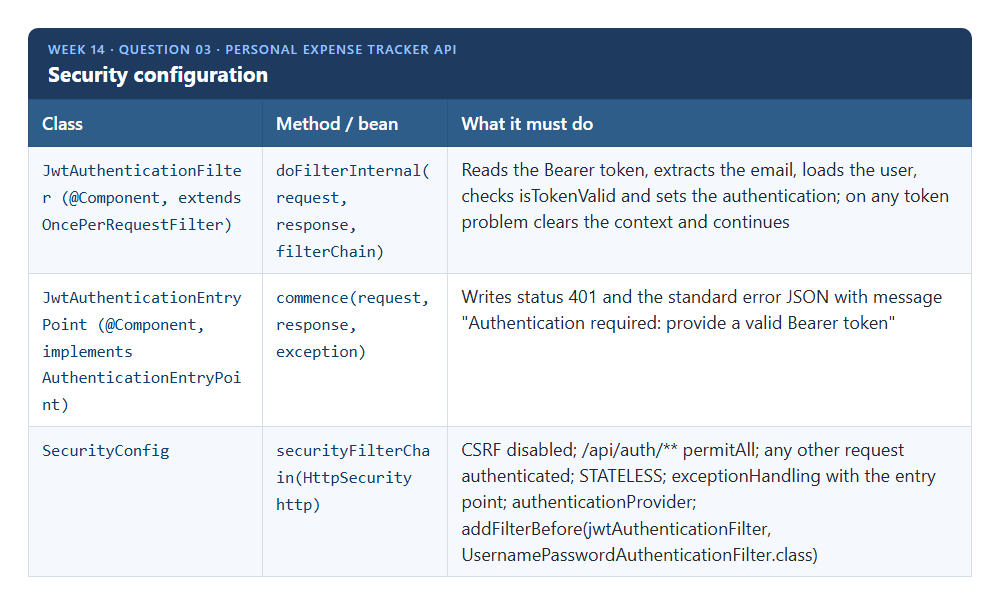 WEEK 14 · QUESTION 03 · PERSONAL EXPENSE TRACKER API
Security configuration
Class
Method / bean
What it must do
JwtAuthenticationFilte
r (@Component, extends
OncePerRequestFilter)
doFilterInternal(
request,
response,
filterChain)
Reads the Bearer token, extracts the email, loads the user,
checks isTokenValid and sets the authentication; on any token
problem clears the context and continues
JwtAuthenticationEntry
Point (@Component,
implements
AuthenticationEntryPoi
nt)
commence(request,
response,
exception)
Writes status 401 and the standard error JSON with message
"Authentication required: provide a valid Bearer token"
SecurityConfig
securityFilterCha
in(HttpSecurity
http)
CSRF disabled; /api/auth/** permitAll; any other request
authenticated; STATELESS; exceptionHandling with the entry
point; authenticationProvider;
addFilterBefore(jwtAuthenticationFilter,
UsernamePasswordAuthenticationFilter.class)